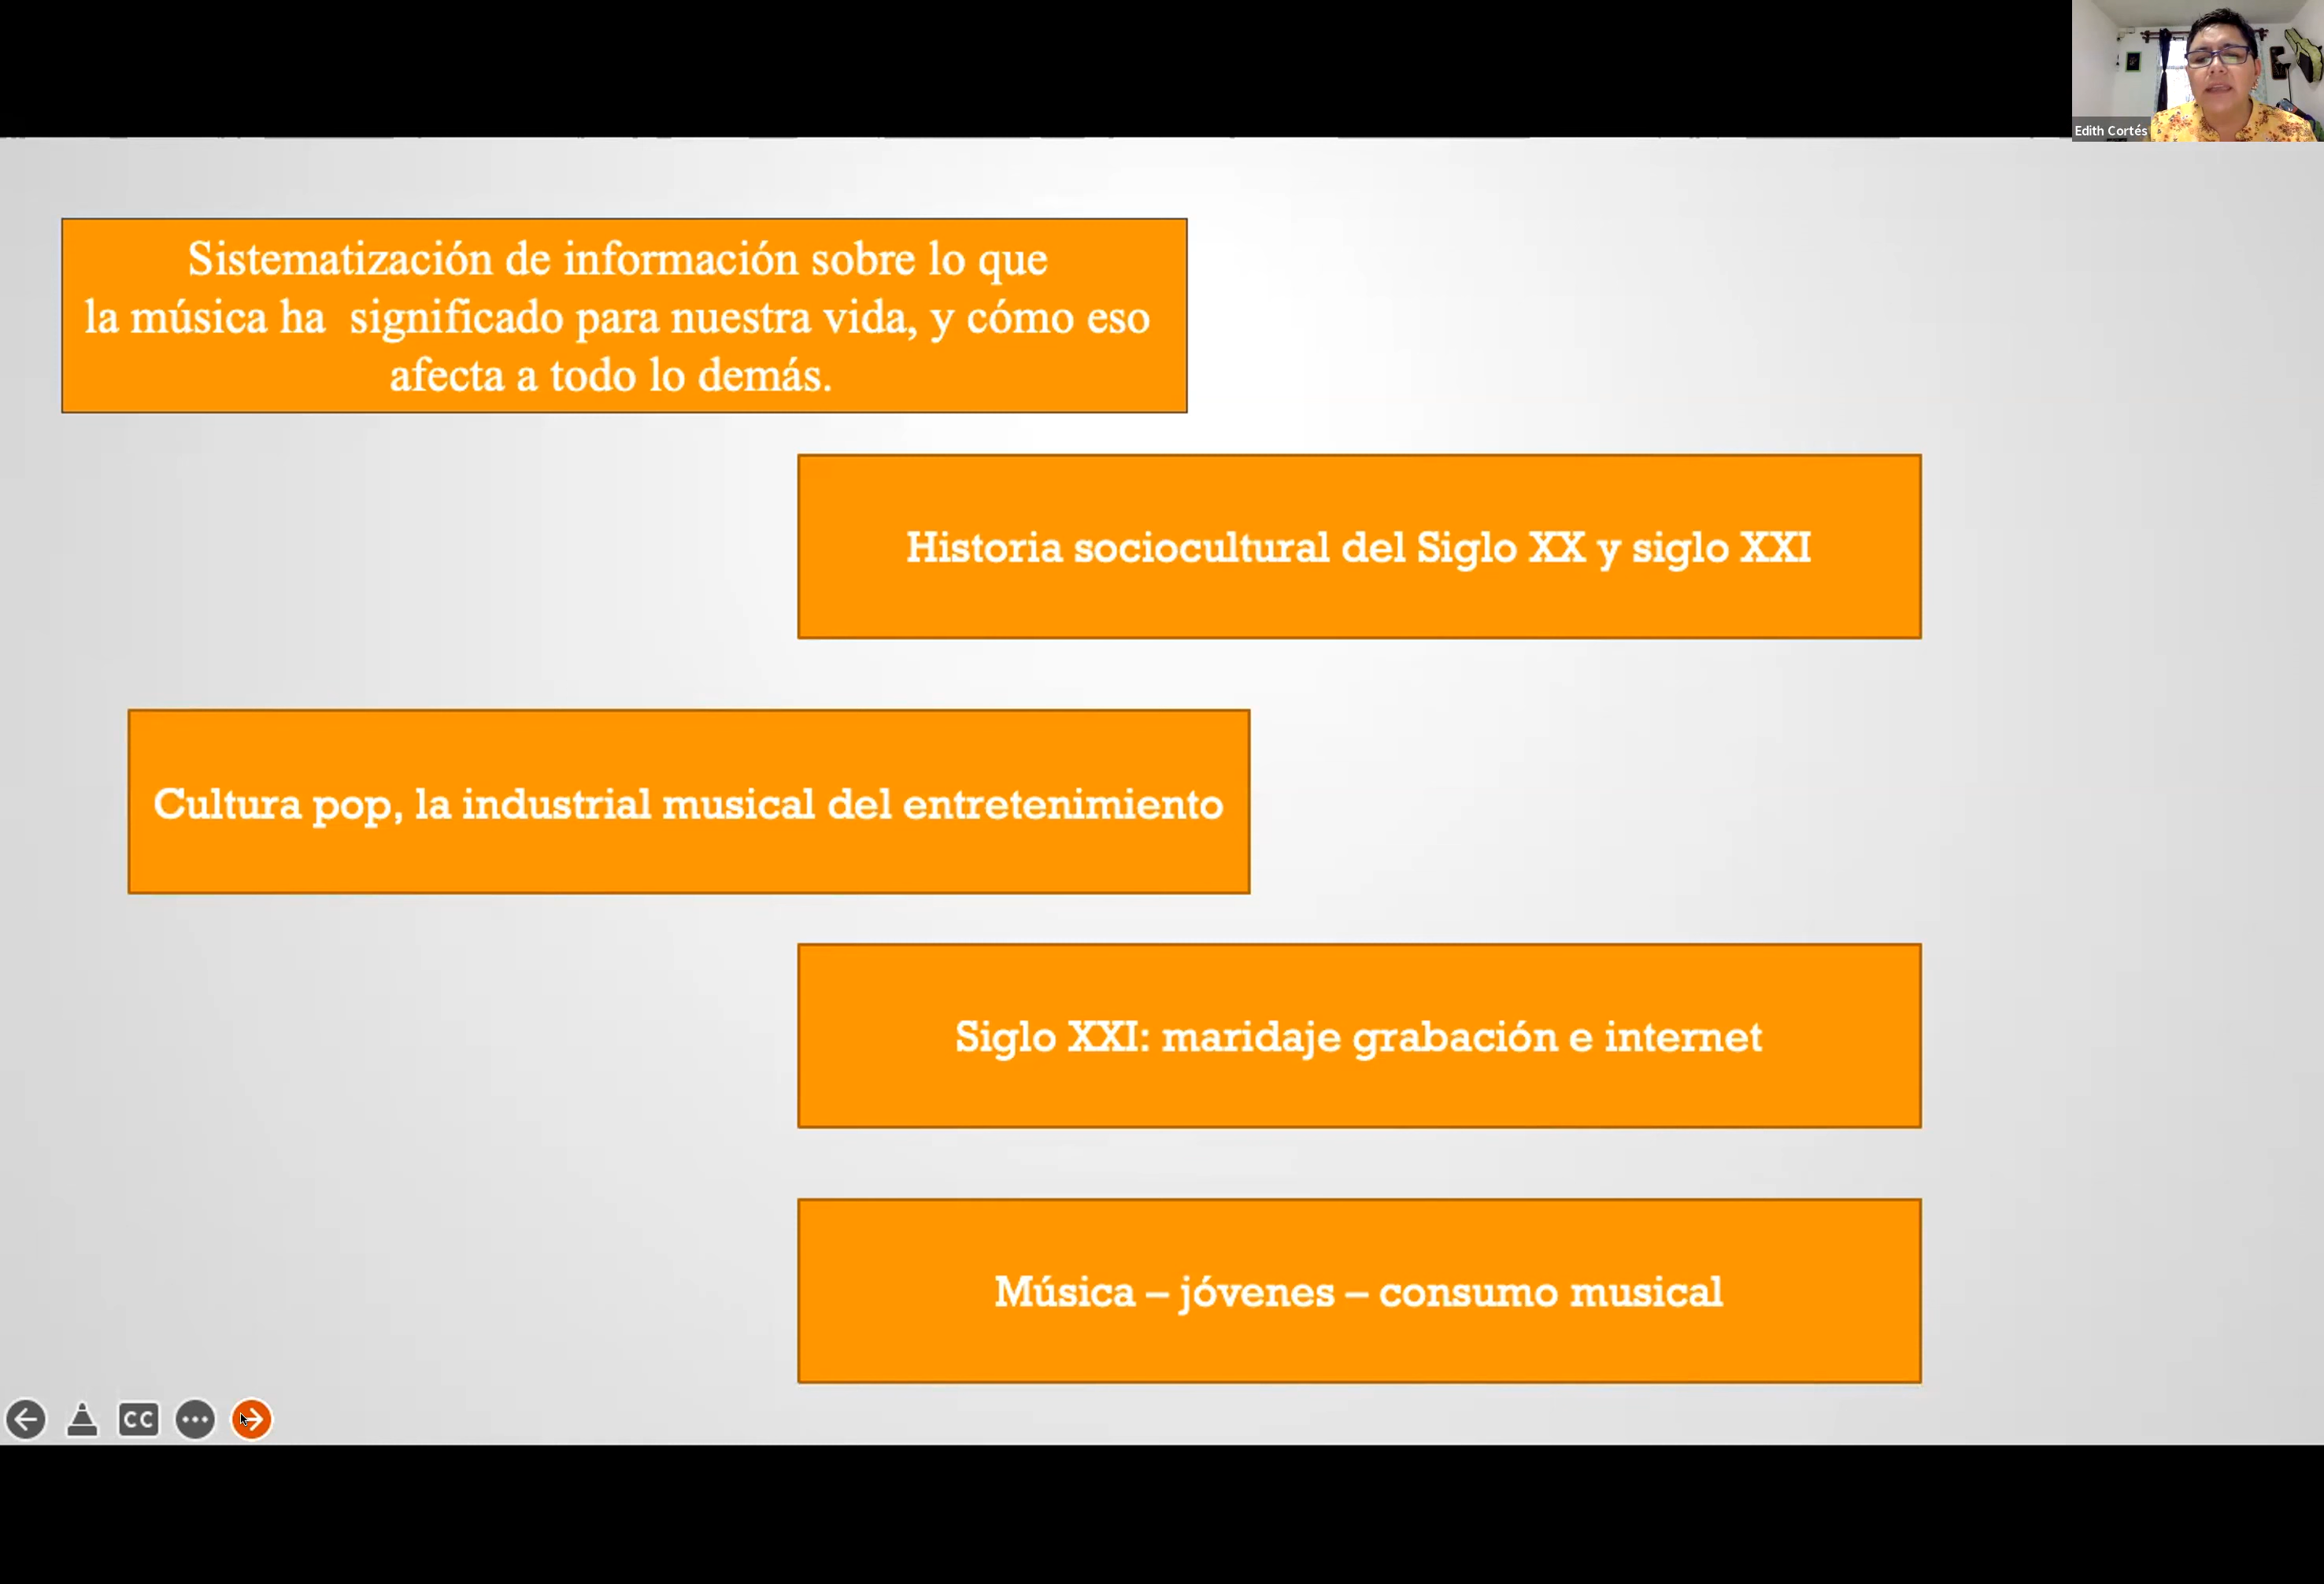 Edith Cortés
Sistematización de información sobre lo que
la música ha  significado para nuestra vida, y cómo eso
afecta a todo lo demás.
Historia sociocultural del Siglo XX y siglo XXI
Cultura pop, la industrial musical del entretenimiento
Siglo XXI: maridaje grabación e internet
Música – jóvenes – consumo musical
CC